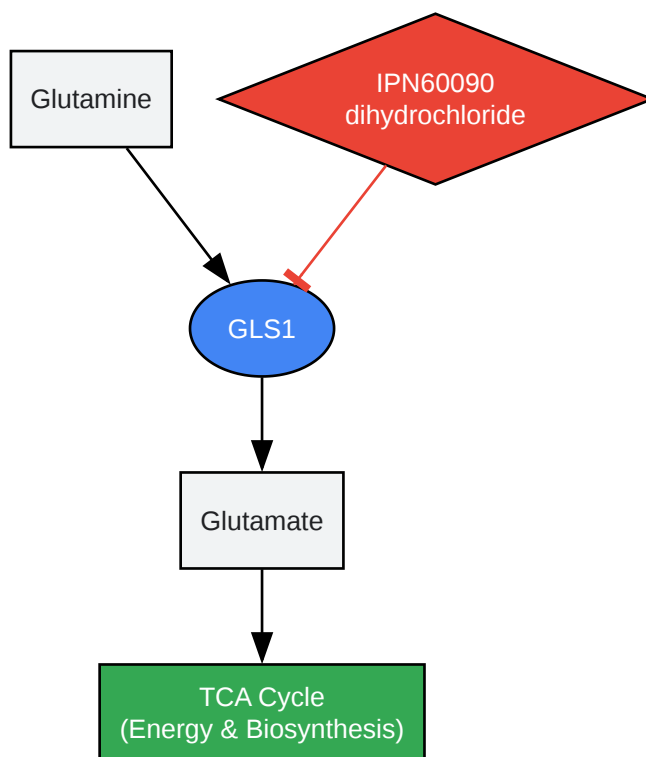 Glutamine
IPN60090
dihydrochloride
GLS1
Glutamate
TCA Cycle
(Energy & Biosynthesis)